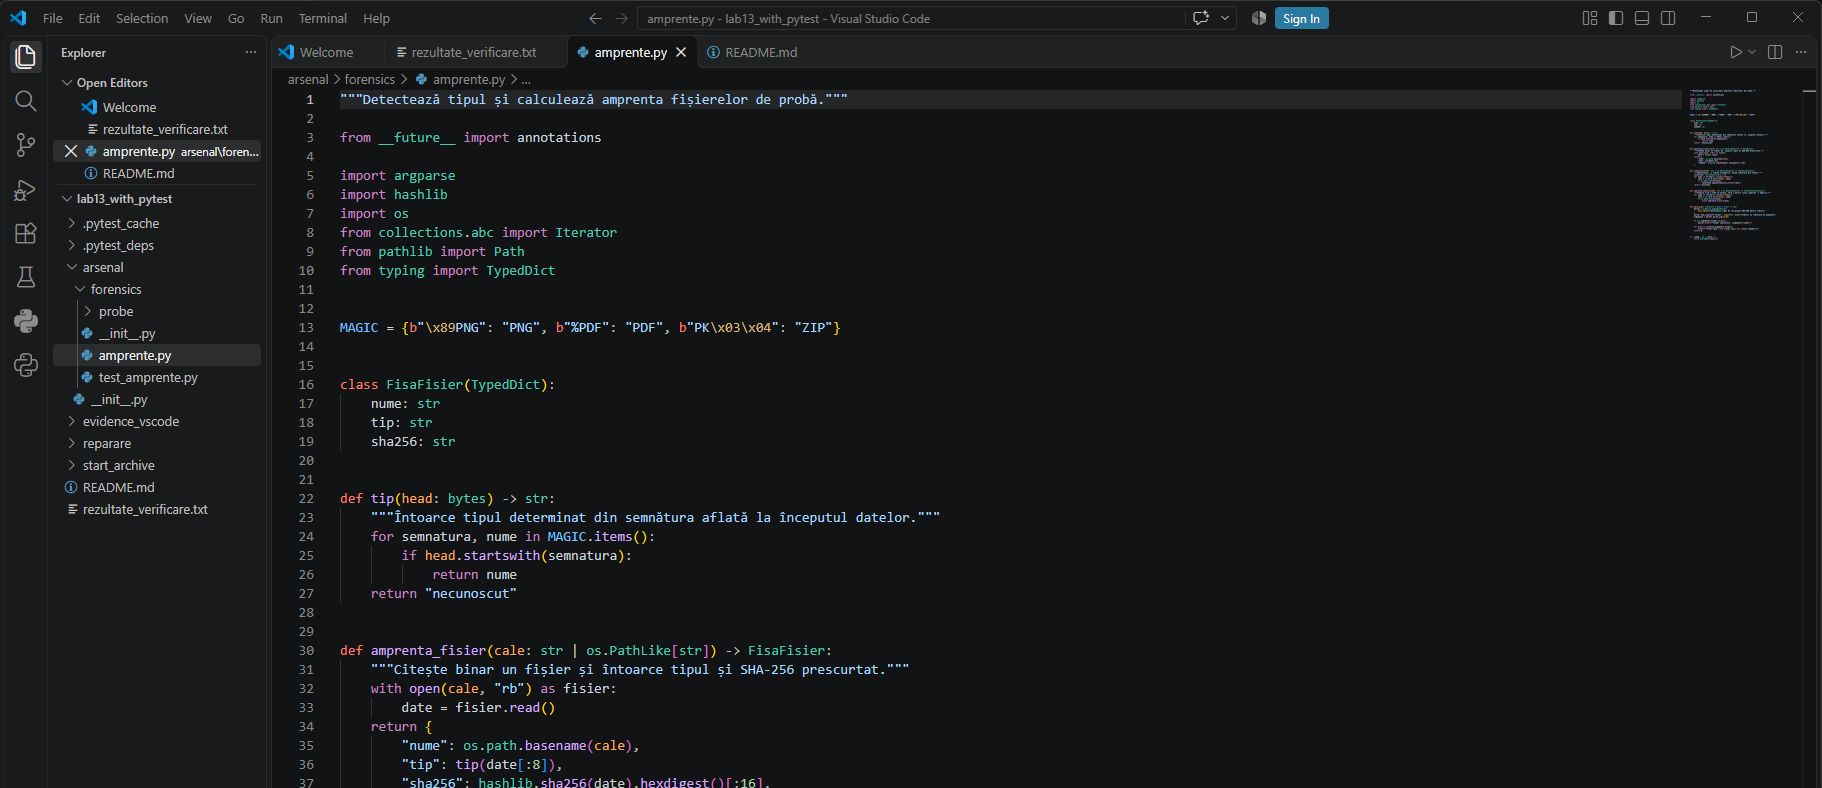 File Edit Selection View Go Run Terminal Help
amprente.py - lab13_with_pytest - Visual Studio Code
Sign In
Explorer
Open Editors
Welcome
rezultate_verificare.txt
amprente.py arsenal\foren...
README.md
lab13_with_pytest
.pytest_cache
.pytest_deps
arsenal
forensics
probe
__init__.py
amprente.py
test_amprente.py
__init__.py
evidence_vscode
reparare
start_archive
README.md
rezultate_verificare.txt
Welcome rezultate_verificare.txt amprente.py README.md
arsenal > forensics > amprente.py > ...
1 """Detectează tipul și calculează amprenta fișierelor de probă."""
2
3 from __future__ import annotations
4
5 import argparse
6 import hashlib
7 import os
8 from collections.abc import Iterator
9 from pathlib import Path
10 from typing import TypedDict
11
12
13 MAGIC = {b"\x89PNG": "PNG", b"%PDF": "PDF", b"PK\x03\x04": "ZIP"}
14
15
16 class FisaFisier(TypedDict):
17     nume: str
18     tip: str
19     sha256: str
20
21
22 def tip(head: bytes) -> str:
23     """Întoarce tipul determinat din semnătura aflată la începutul datelor."""
24     for semnatura, nume in MAGIC.items():
25         if head.startswith(semnatura):
26             return nume
27     return "necunoscut"
28
29
30 def amprenta_fisier(cale: str | os.PathLike[str]) -> FisaFisier:
31     """Citește binar un fișier și întoarce tipul și SHA-256 prescurtat."""
32     with open(cale, "rb") as fisier:
33         date = fisier.read()
34     return {
35         "nume": os.path.basename(cale),
36         "tip": tip(date[:8]),
37         "sha256": hashlib.sha256(date).hexdigest()[:16],